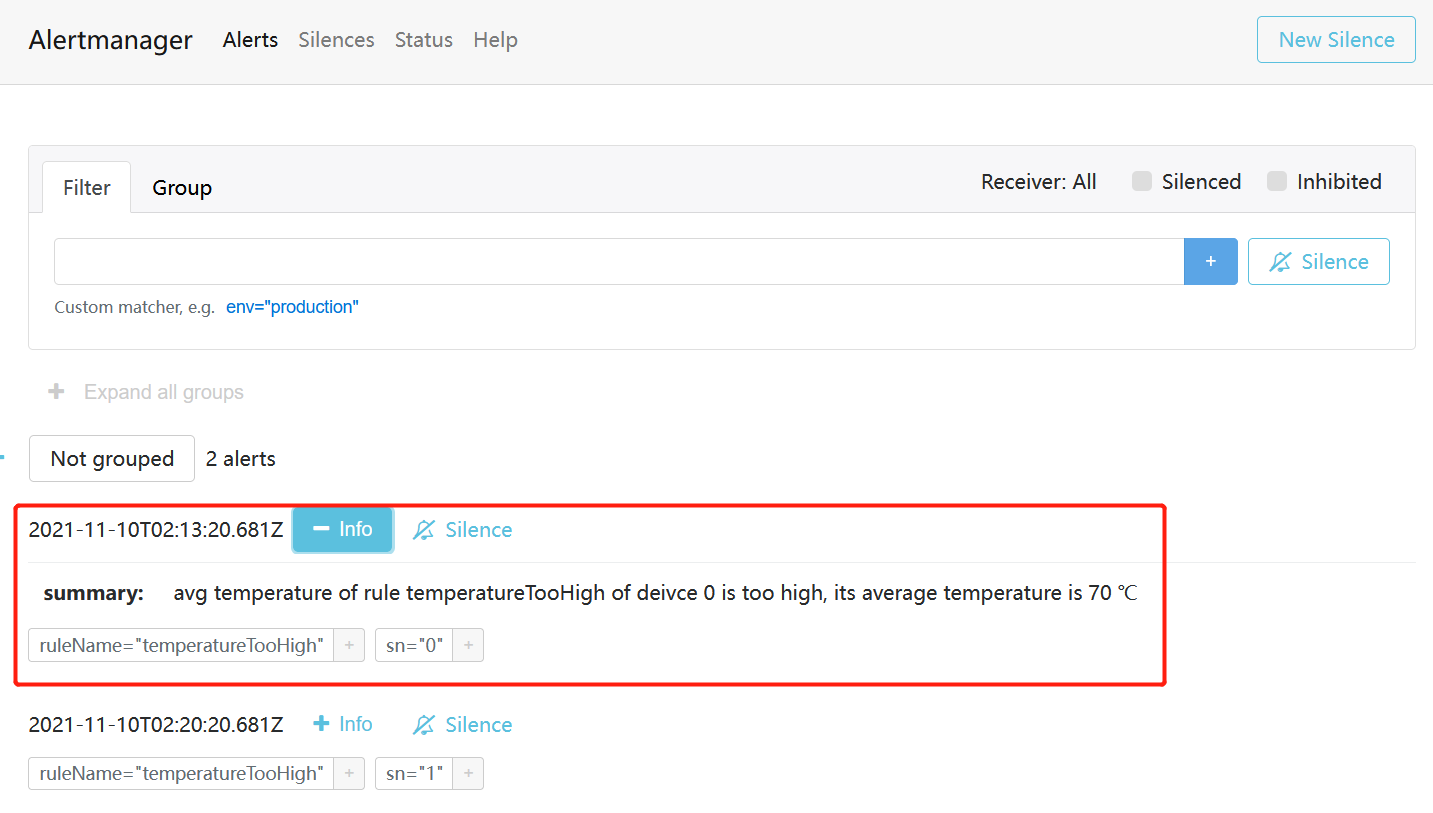 Alertmanager Alerts Silences Status Help New Silence
Filter Group Receiver: All Silenced Inhibited
+ Silence
Custom matcher, e.g. env="production"
+ Expand all groups
Not grouped 2 alerts
2021-11-10T02:13:20.681Z − Info Silence
summary: avg temperature of rule temperatureTooHigh of deivce 0 is too high, its average temperature is 70 ℃
ruleName="temperatureTooHigh" + sn="0" +
2021-11-10T02:20:20.681Z + Info Silence
ruleName="temperatureTooHigh" + sn="1" +